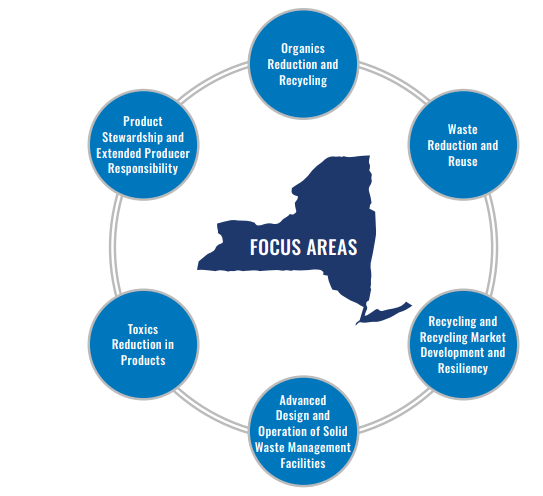 Organics
Reduction and
Recycling
Product
Stewardship and
Extended Producer
Responsibility
Waste
Reduction and
Reuse
FOCUS AREAS
Toxics
Reduction in
Products
Recycling and
Recycling Market
Development and
Resiliency
Advanced
Design and
Operation of Solid
Waste Management
Facilities